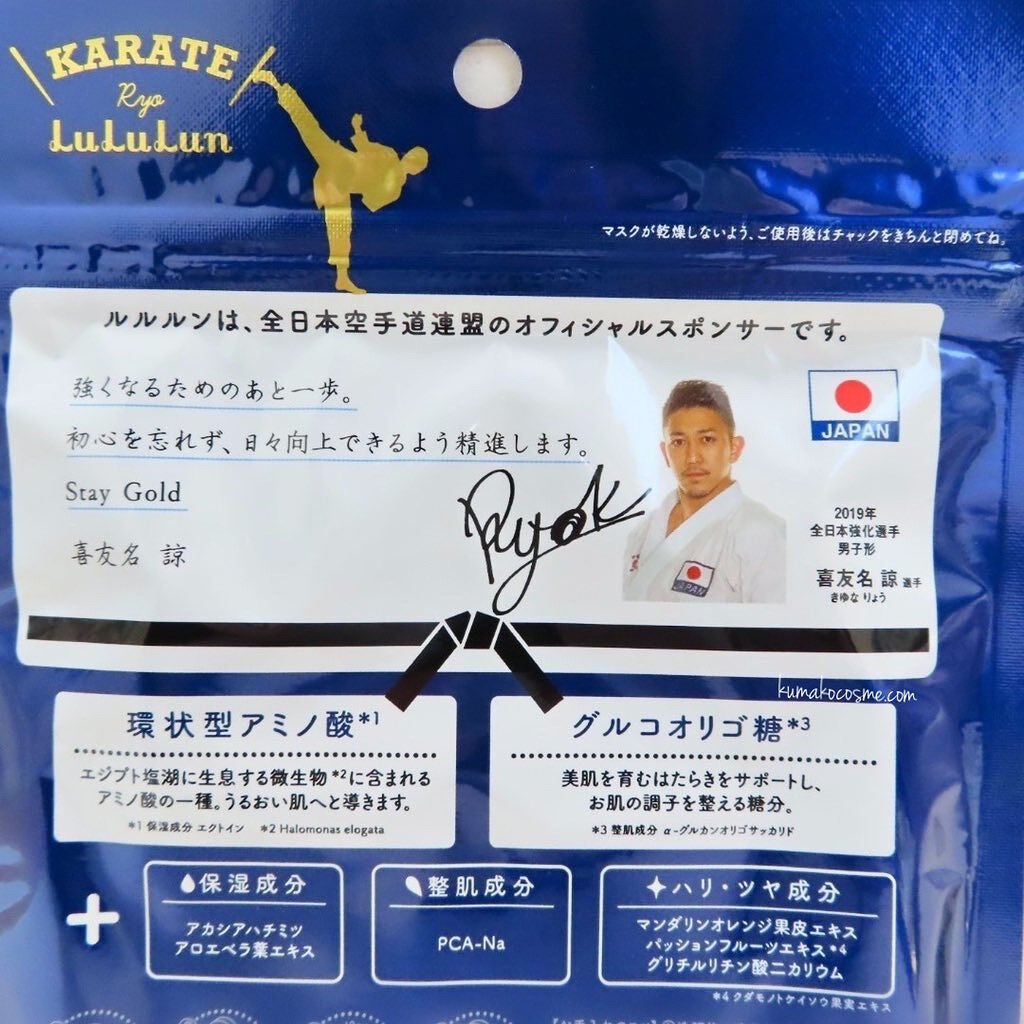 KARATE
Ryo
LuLuLun
マスクが乾燥しないよう、ご使用後はチャックをきちんと閉めてね。
ルルルンは、全日本空手道連盟のオフィシャルスポンサーです。
強くなるためのあと一歩。
初心を忘れず、日々向上できるよう精進します。
Stay Gold
喜友名 諒
JAPAN
JAPAN
2019年
全日本強化選手
男子形
喜友名 諒 選手
きゆな りょう
kumakocosme.com
環状型アミノ酸*1
エジプト塩湖に生息する微生物*2に含まれる
アミノ酸の一種。うるおい肌へと導きます。
*1 保湿成分 エクトイン *2 Halomonas elogata
グルコオリゴ糖*3
美肌を育むはたらきをサポートし、
お肌の調子を整える糖分。
*3 整肌成分 α-グルカンオリゴサッカリド
+
保湿成分
アカシアハチミツ
アロエベラ葉エキス
整肌成分
PCA-Na
ハリ・ツヤ成分
マンダリンオレンジ果皮エキス
パッションフルーツエキス*4
グリチルリチン酸二カリウム
*4 クダモノトケイソウ果実エキス